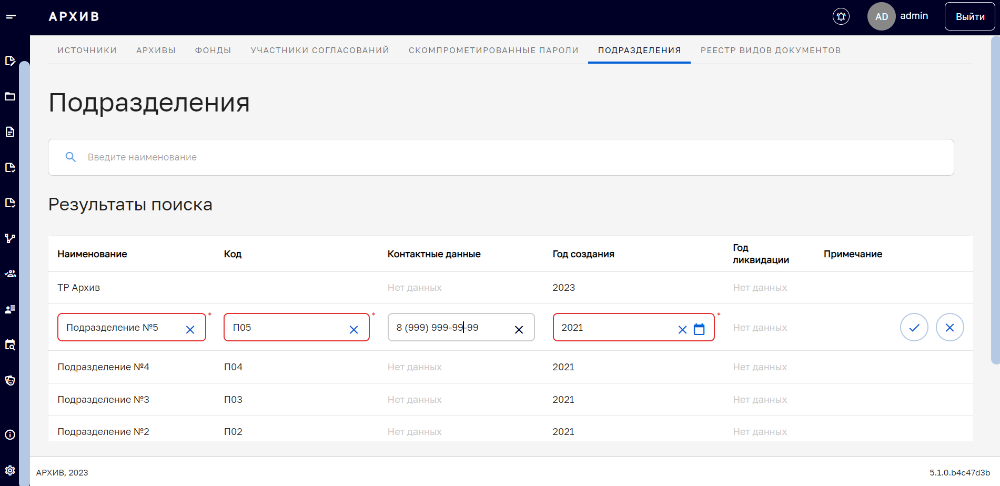 АРХИВ
AD admin Выйти
ИСТОЧНИКИ АРХИВЫ ФОНДЫ УЧАСТНИКИ СОГЛАСОВАНИЙ СКОМПРОМЕТИРОВАННЫЕ ПАРОЛИ ПОДРАЗДЕЛЕНИЯ РЕЕСТР ВИДОВ ДОКУМЕНТОВ
Подразделения
Введите наименование
Результаты поиска
Наименование Код Контактные данные Год создания Год ликвидации Примечание
ТР Архив Нет данных 2023 Нет данных
Подразделение №5 * П05 * 8 (999) 999-99-99 2021 * Нет данных
Подразделение №4 П04 Нет данных 2021 Нет данных
Подразделение №3 П03 Нет данных 2021 Нет данных
Подразделение №2 П02 Нет данных 2021 Нет данных
АРХИВ, 2023 5.1.0.b4c47d3b